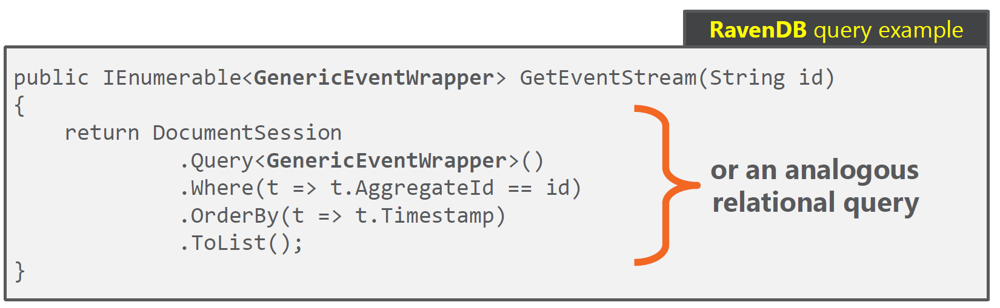 RavenDB query example
public IEnumerable<GenericEventWrapper> GetEventStream(String id)
{
    return DocumentSession
             .Query<GenericEventWrapper>()
             .Where(t => t.AggregateId == id)
             .OrderBy(t => t.Timestamp)
             .ToList();
}
or an analogous
relational query